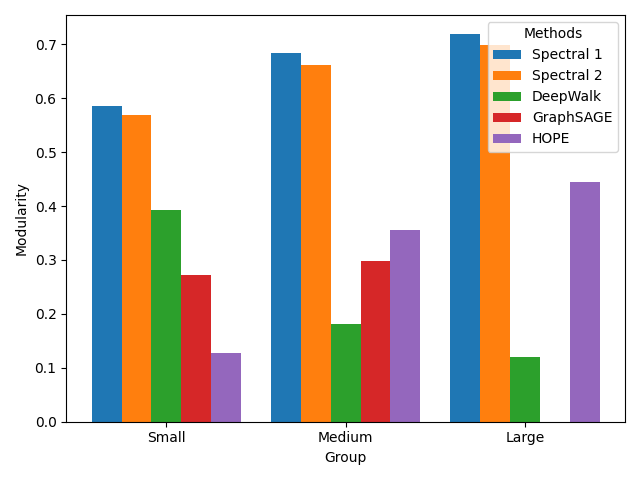 Methods
Spectral 1
Spectral 2
DeepWalk
GraphSAGE
HOPE
Modularity
0.7
0.6
0.5
0.4
0.3
0.2
0.1
0.0
Small
Medium
Large
Group